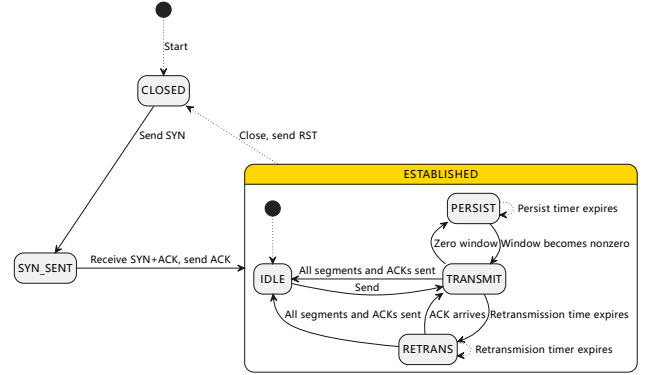 Start
CLOSED
Send SYN
Close, send RST
ESTABLISHED
PERSIST
Persist timer expires
Zero window
Window becomes nonzero
SYN_SENT
Receive SYN+ACK, send ACK
IDLE
All segments and ACKs sent
Send
TRANSMIT
All segments and ACKs sent
ACK arrives
Retransmission time expires
RETRANS
Retransmision timer expires